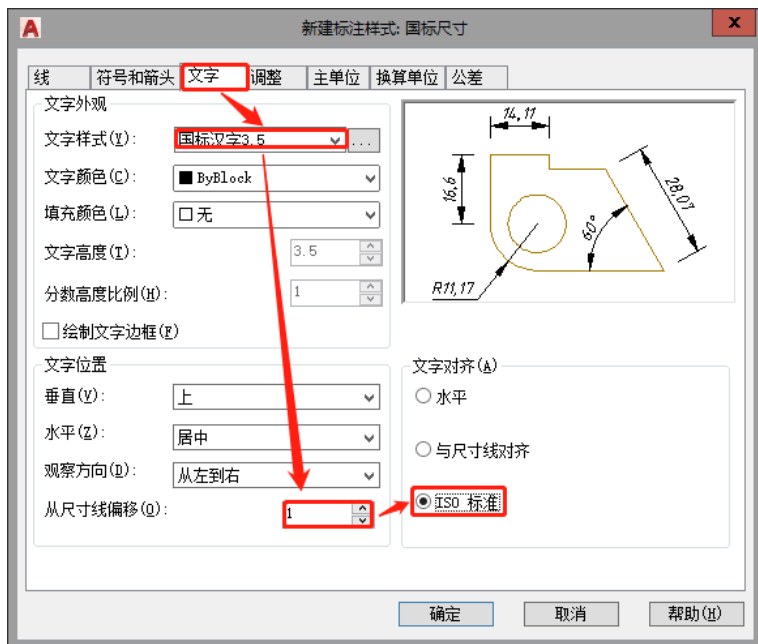 新建标注样式: 国标尺寸
线 符号和箭头 文字 调整 主单位 换算单位 公差
文字外观
文字样式(Y): 国标汉字3.5 ...
文字颜色(C): ByBlock
填充颜色(L): 无
文字高度(T): 3.5
分数高度比例(H): 1
绘制文字边框(F)
14,11
16,6
28,07
60°
R11,17
文字位置
垂直(V): 上
水平(Z): 居中
观察方向(D): 从左到右
从尺寸线偏移(O): 1
文字对齐(A)
水平
与尺寸线对齐
ISO 标准
确定 取消 帮助(H)